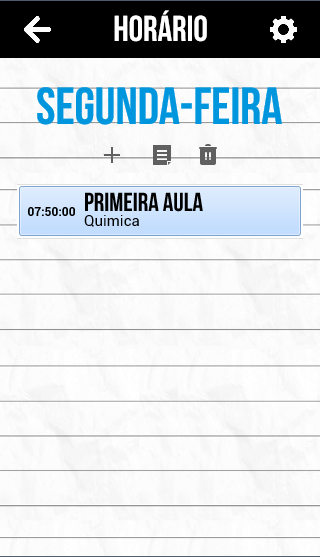 HORÁRIO
SEGUNDA-FEIRA
07:50:00
PRIMEIRA AULA
Quimica